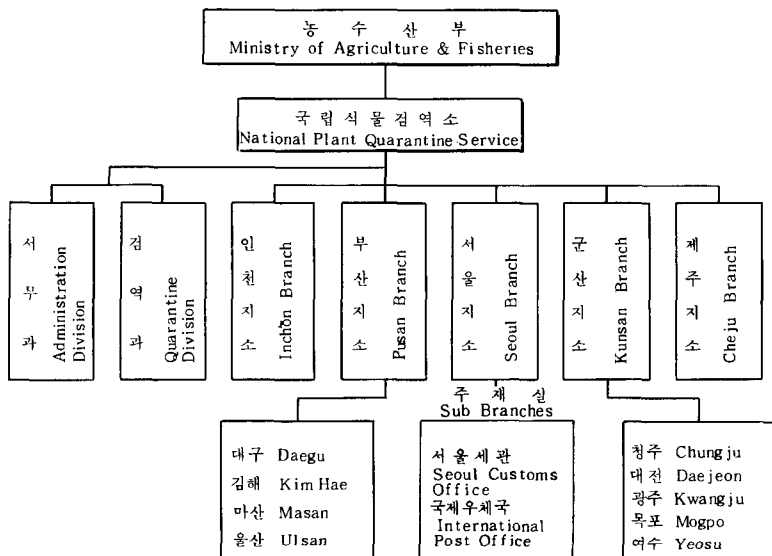 농 수 산 부
Ministry of Agriculture & Fisheries
국 립 식 물 검 역 소
National Plant Quarantine Service
서 무 과
Administration
Division
검 역 과
Quarantine
Division
인 천 지 소
Inchon Branch
부 산 지 소
Pusan Branch
서 울 지 소
Seoul Branch
군 산 지 소
Kunsan Branch
제 주 지 소
Cheju Branch
주 재 실
Sub Branches
대구 Daegu
김해 Kim Hae
마산 Masan
울산 Ulsan
서 울 세 관
Seoul Customs
Office
국제우체국
International
Post Office
청주 Chungju
대전 Daejeon
광주 Kwangju
목포 Mogpo
여수 Yeosu